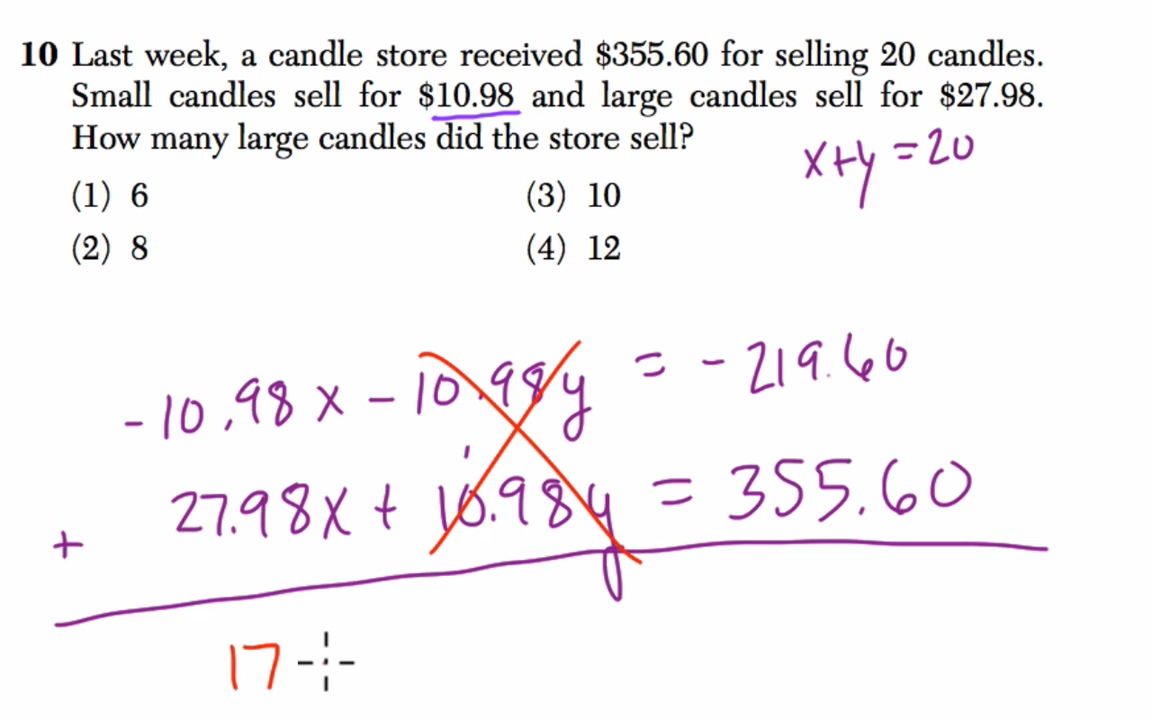 10 Last week, a candle store received $355.60 for selling 20 candles.
Small candles sell for $10.98 and large candles sell for $27.98.
How many large candles did the store sell?
x+y=20
(1) 6 (3) 10
(2) 8 (4) 12
-10.98x - 10.98y = -219.60
+ 27.98x + 10.98y = 355.60
17